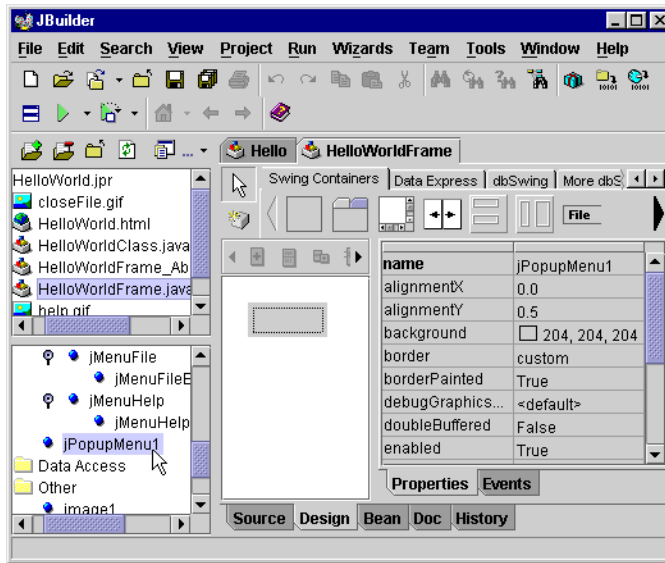 JBuilder
File Edit Search View Project Run Wizards Team Tools Window Help
...
Hello HelloWorldFrame
HelloWorld.jpr
closeFile.gif
HelloWorld.html
HelloWorldClass.java
HelloWorldFrame_Ab
HelloWorldFrame.java
help.gif
Swing Containers Data Express dbSwing More dbS
File
name jPopupMenu1
alignmentX 0.0
alignmentY 0.5
background 204, 204, 204
border custom
borderPainted True
debugGraphics... <default>
doubleBuffered False
enabled True
Properties Events
jMenuFile
jMenuFileE
jMenuHelp
jMenuHelp
jPopupMenu1
Data Access
Other
image1
Source Design Bean Doc History